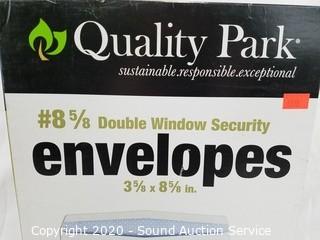 Quality Park®
sustainable.responsible.exceptional
#8 5/8 Double Window Security
envelopes
3 5/8 x 8 5/8 in.
Copyright 2020 - Sound Auction Service